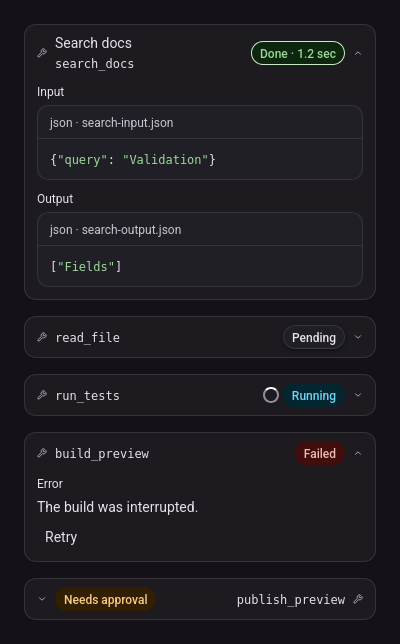 Search docs
search_docs
Done · 1.2 sec
Input
json · search-input.json
{"query": "Validation"}
Output
json · search-output.json
["Fields"]
read_file
Pending
run_tests
Running
build_preview
Failed
Error
The build was interrupted.
Retry
Needs approval
publish_preview